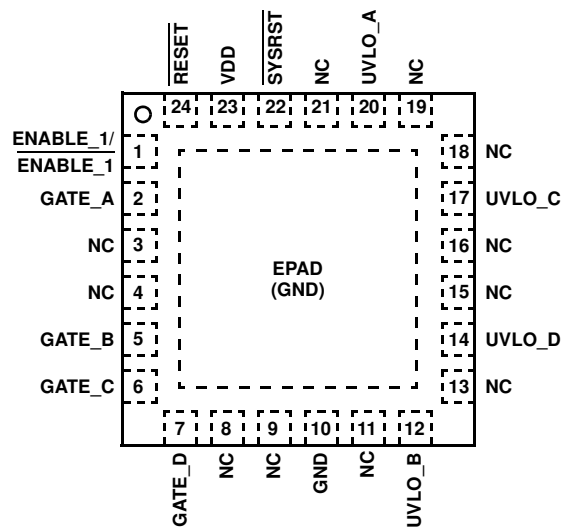 RESET
VDD
SYSRST
NC
UVLO_A
NC
24 23 22 21 20 19
ENABLE_1/
ENABLE_1
1
GATE_A 2
NC 3
NC 4
GATE_B 5
GATE_C 6
EPAD
(GND)
18 NC
17 UVLO_C
16 NC
15 NC
14 UVLO_D
13 NC
7 8 9 10 11 12
GATE_D
NC
NC
GND
NC
UVLO_B